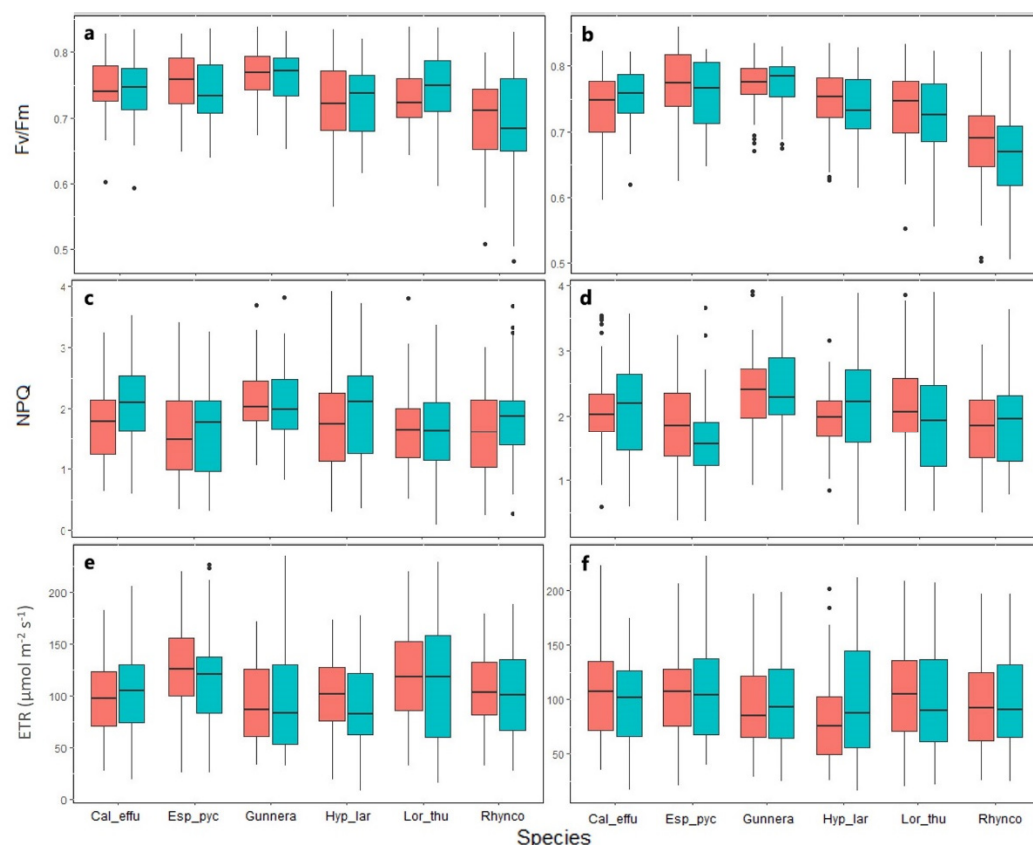 a
b
Fv/Fm
0.8
0.7
0.6
0.5
0.8
0.7
0.6
0.5
c
d
NPQ
4
3
2
1
0
4
3
2
1
e
f
ETR (μmol m⁻² s⁻¹)
200
150
100
50
0
200
150
100
50
Cal_effu Esp_pyc Gunnera Hyp_lar Lor_thu Rhynco
Cal_effu Esp_pyc Gunnera Hyp_lar Lor_thu Rhynco
Species